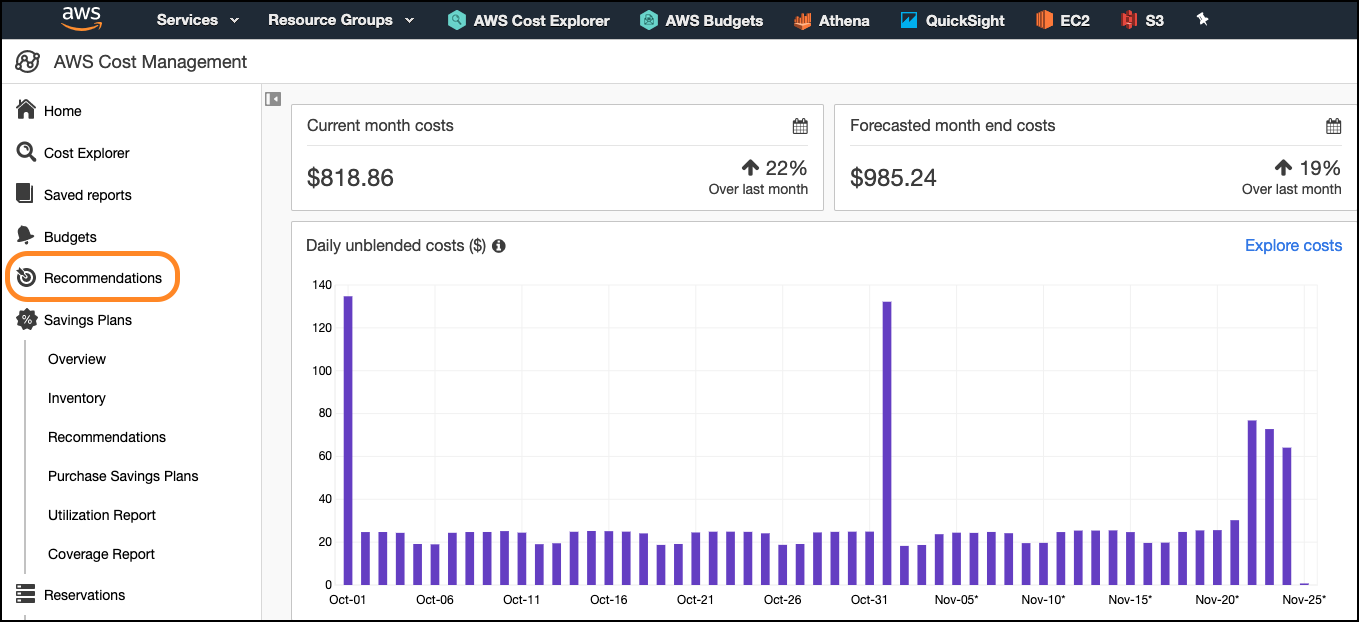 aws Services Resource Groups AWS Cost Explorer AWS Budgets Athena QuickSight EC2 S3
AWS Cost Management
Home
Cost Explorer
Saved reports
Budgets
Recommendations
% Savings Plans
Overview
Inventory
Recommendations
Purchase Savings Plans
Utilization Report
Coverage Report
Reservations
Current month costs
$818.86
22%
Over last month
Forecasted month end costs
$985.24
19%
Over last month
Daily unblended costs ($)
Explore costs
140
120
100
80
60
40
20
0
Oct-01 Oct-06 Oct-11 Oct-16 Oct-21 Oct-26 Oct-31 Nov-05* Nov-10* Nov-15* Nov-20* Nov-25*